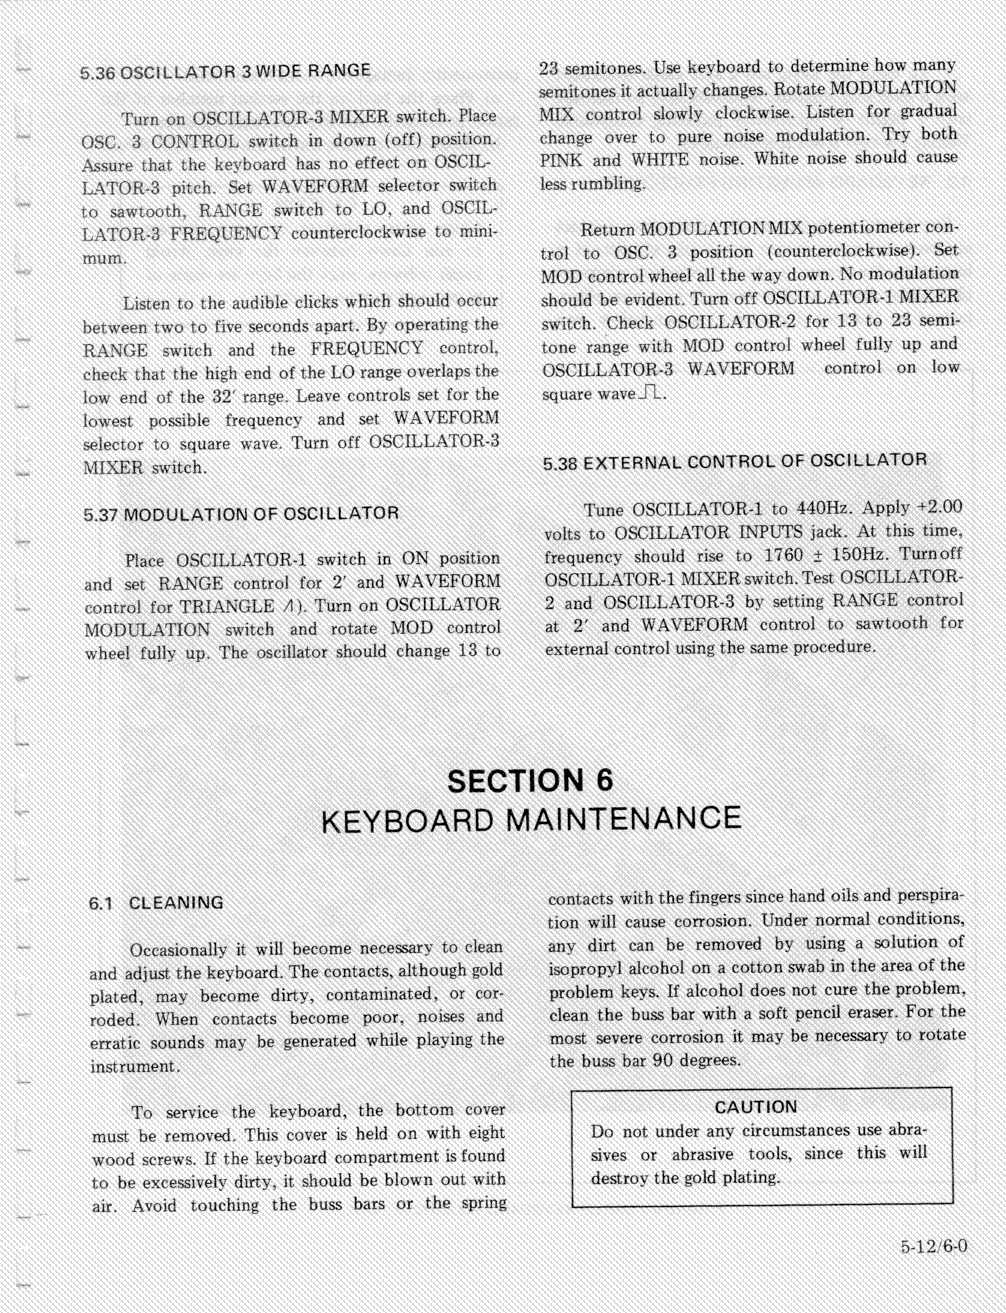 5.36 OSCILLATOR 3 WIDE RANGE
Turn on OSCILLATOR-3 MIXER switch. Place
OSC. 3 CONTROL switch in down (off) position.
Assure that the keyboard has no effect on OSCIL-
LATOR-3 pitch. Set WAVEFORM selector switch
to sawtooth, RANGE switch to LO, and OSCIL-
LATOR-3 FREQUENCY counterclockwise to mini-
mum.
Listen to the audible clicks which should occur
between two to five seconds apart. By operating the
RANGE switch and the FREQUENCY control,
check that the high end of the LO range overlaps the
low end of the 32′ range. Leave controls set for the
lowest possible frequency and set WAVEFORM
selector to square wave. Turn off OSCILLATOR-3
MIXER switch.
5.37 MODULATION OF OSCILLATOR
Place OSCILLATOR-1 switch in ON position
and set RANGE control for 2′ and WAVEFORM
control for TRIANGLE ). Turn on OSCILLATOR
MODULATION switch and rotate MOD control
wheel fully up. The oscillator should change 13 to
23 semitones. Use keyboard to determine how many
semitones it actually changes. Rotate MODULATION
MIX control slowly clockwise. Listen for gradual
change over to pure noise modulation. Try both
PINK and WHITE noise. White noise should cause
less rumbling.
Return MODULATION MIX potentiometer con-
trol to OSC. 3 position (counterclockwise). Set
MOD control wheel all the way down. No modulation
should be evident. Turn off OSCILLATOR-1 MIXER
switch. Check OSCILLATOR-2 for 13 to 23 semi-
tone range with MOD control wheel fully up and
OSCILLATOR-3 WAVEFORM control on low
square wave.
5.38 EXTERNAL CONTROL OF OSCILLATOR
Tune OSCILLATOR-1 to 440Hz. Apply +2.00
volts to OSCILLATOR INPUTS jack. At this time,
frequency should rise to 1760 ± 150Hz. Turn off
OSCILLATOR-1 MIXER switch. Test OSCILLATOR-
2 and OSCILLATOR-3 by setting RANGE control
at 2′ and WAVEFORM control to sawtooth for
external control using the same procedure.
SECTION 6
KEYBOARD MAINTENANCE
6.1 CLEANING
Occasionally it will become necessary to clean
and adjust the keyboard. The contacts, although gold
plated, may become dirty, contaminated, or cor-
roded. When contacts become poor, noises and
erratic sounds may be generated while playing the
instrument.
To service the keyboard, the bottom cover
must be removed. This cover is held on with eight
wood screws. If the keyboard compartment is found
to be excessively dirty, it should be blown out with
air. Avoid touching the buss bars or the spring
contacts with the fingers since hand oils and perspira-
tion will cause corrosion. Under normal conditions,
any dirt can be removed by using a solution of
isopropyl alcohol on a cotton swab in the area of the
problem keys. If alcohol does not cure the problem,
clean the buss bar with a soft pencil eraser. For the
most severe corrosion it may be necessary to rotate
the buss bar 90 degrees.
CAUTION
Do not under any circumstances use abra-
sives or abrasive tools, since this will
destroy the gold plating.
5-12/6-0